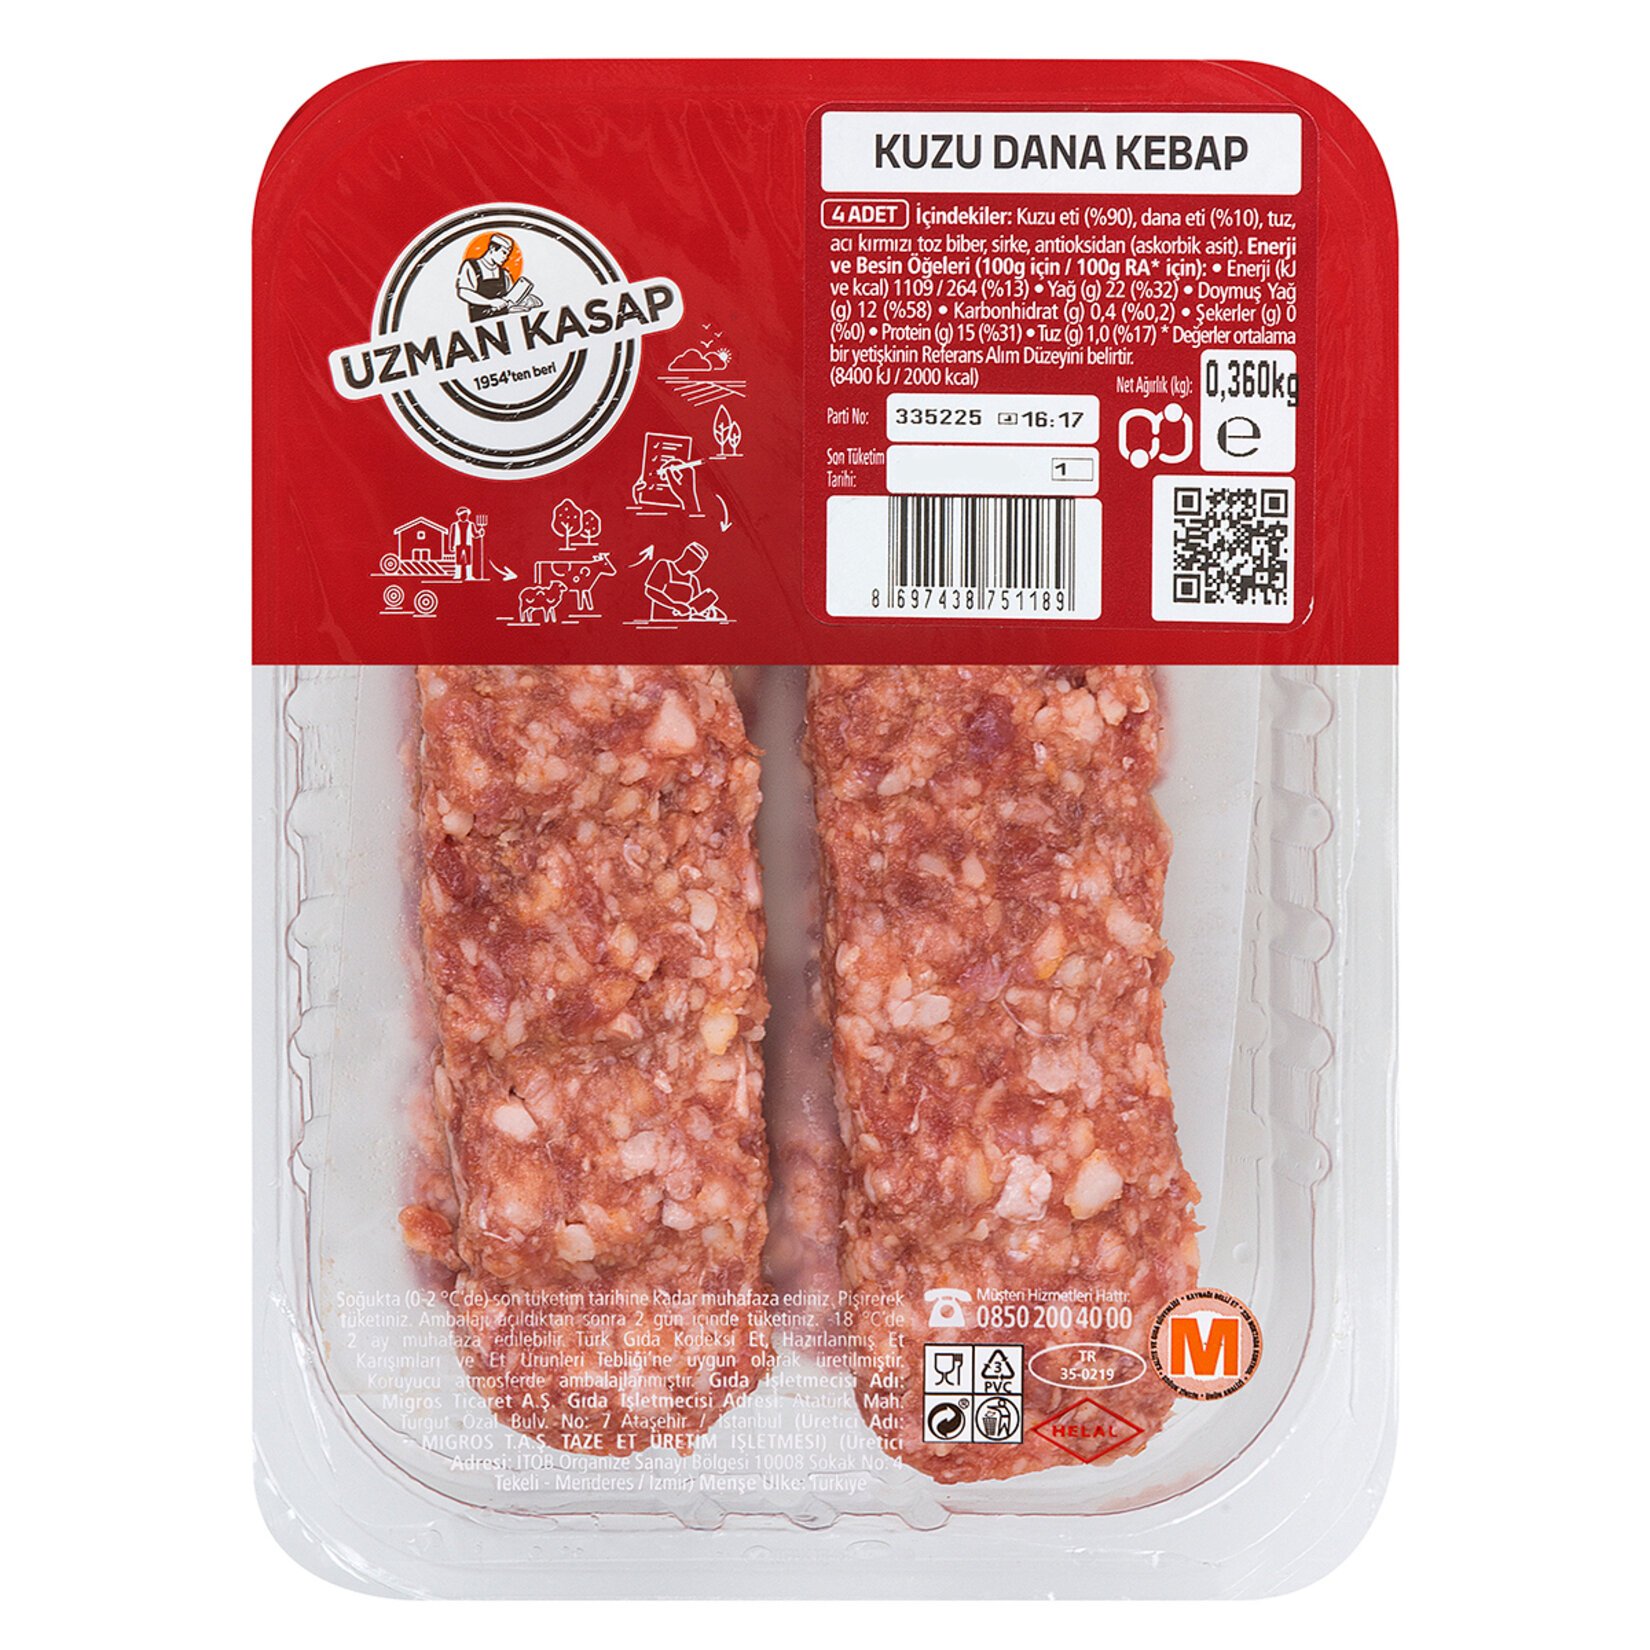 KUZU DANA KEBAP
4 ADET İçindekiler: Kuzu eti (%90), dana eti (%10), tuz,
acı kırmızı toz biber, sirke, antioksidan (askorbik asit). Enerji
ve Besin Öğeleri (100g için / 100g RA* için): • Enerji (kJ
ve kcal) 1109 / 264 (%13) • Yağ (g) 22 (%32) • Doymuş Yağ
(g) 12 (%58) • Karbonhidrat (g) 0,4 (%0,2) • Şekerler (g) 0
(%0) • Protein (g) 15 (%31) • Tuz (g) 1,0 (%17) * Değerler ortalama
bir yetişkinin Referans Alım Düzeyini belirtir.
(8400 kJ / 2000 kcal)
Net Ağırlık (kg): 0,360kg
e
Parti No: 335225 16:17
Son Tüketim
Tarihi: 1
8 697438 751189
UZMAN KASAP
1954'ten beri
Soğukta (0-2 °C'de) son tüketim tarihine kadar muhafaza ediniz. Pişirerek
tüketiniz. Ambalajı açıldıktan sonra 2 gün içinde tüketiniz. -18 °C'de
2 ay muhafaza edilebilir. Türk Gıda Kodeksi Et, Hazırlanmış Et
Karışımları ve Et Ürünleri Tebliği'ne uygun olarak üretilmiştir.
Koruyucu atmosferde ambalajlanmıştır. Gıda İşletmecisi Adı:
Migros Ticaret A.Ş. Gıda İşletmecisi Adresi: Atatürk Mah.
Turgut Özal Bulv. No: 7 Ataşehir / İstanbul (Üretici Adı:
MIGROS T.A.Ş. TAZE ET ÜRETİM İŞLETMESİ) (Üretici
Adresi: İTOB Organize Sanayi Bölgesi 10008 Sokak No: 4
Tekeli - Menderes / İzmir) Menşe Ülke: Türkiye
Müşteri Hizmetleri Hattı:
0850 200 40 00
3
PVC
TR
35-0219
HELAL
M